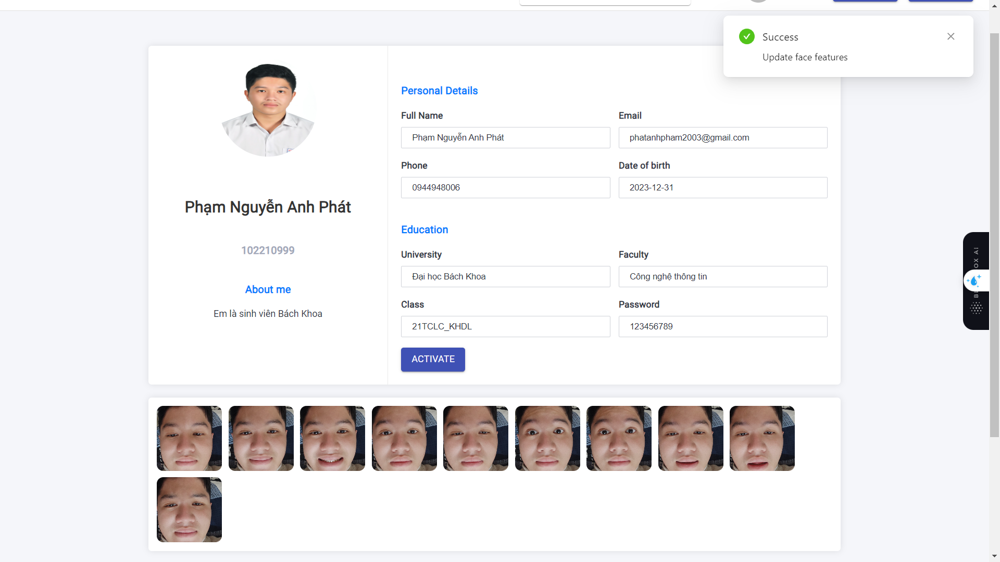 Success
Update face features
Phạm Nguyễn Anh Phát
102210999
About me
Em là sinh viên Bách Khoa
Personal Details
Full Name
Phạm Nguyễn Anh Phát
Email
phatanhpham2003@gmail.com
Phone
0944948006
Date of birth
2023-12-31
Education
University
Đại học Bách Khoa
Faculty
Công nghệ thông tin
Class
21TCLC_KHDL
Password
123456789
ACTIVATE
OX AI